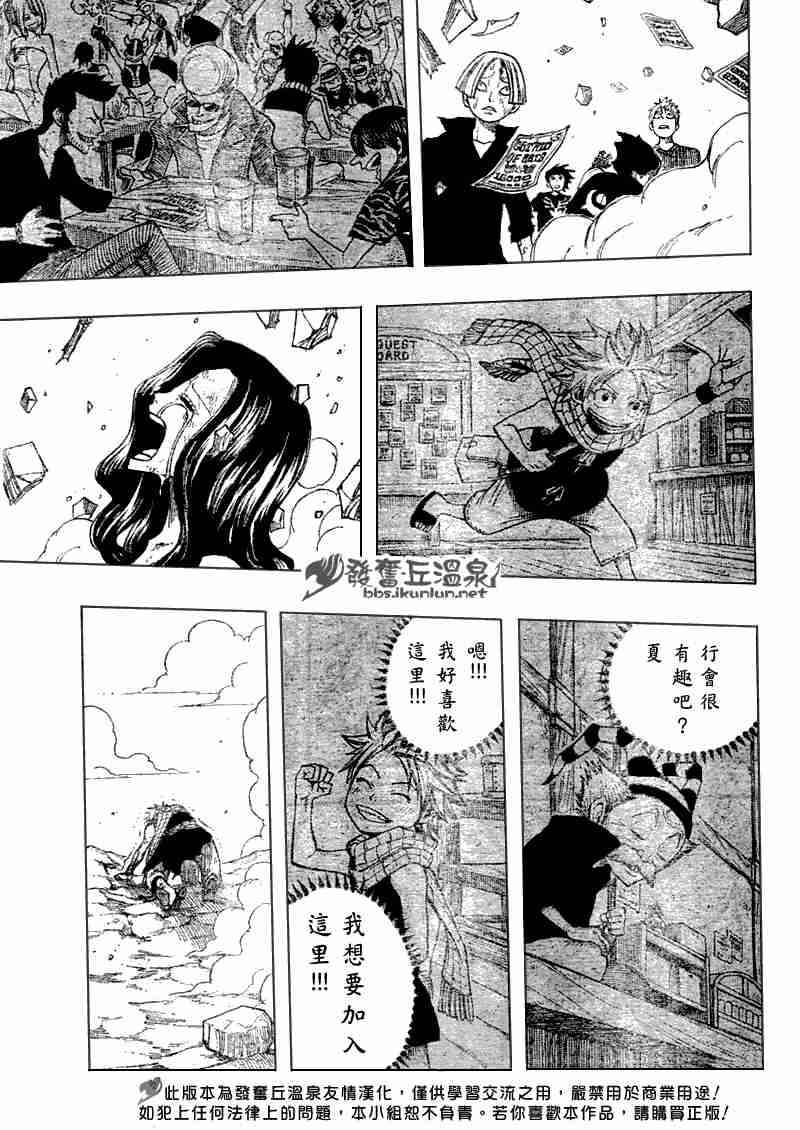 QUEST
BOARD
發奮丘溫泉
bbs.ikunlun.net
行會很
有趣吧？
夏
嗯!!!
我好喜歡
這里!!!
我想要加入
這里!!!
此版本為發奮丘溫泉友情漢化，僅供學習交流之用，嚴禁用於商業用途！
如犯上任何法律上的問題，本小組恕不負責。若你喜歡本作品，請購買正版！